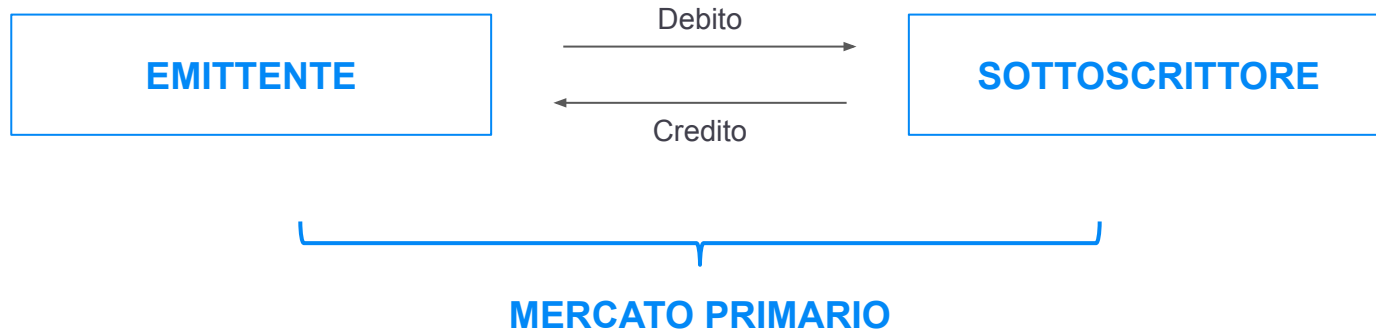 Debito
EMITTENTE
SOTTOSCRITTORE
Credito
MERCATO PRIMARIO